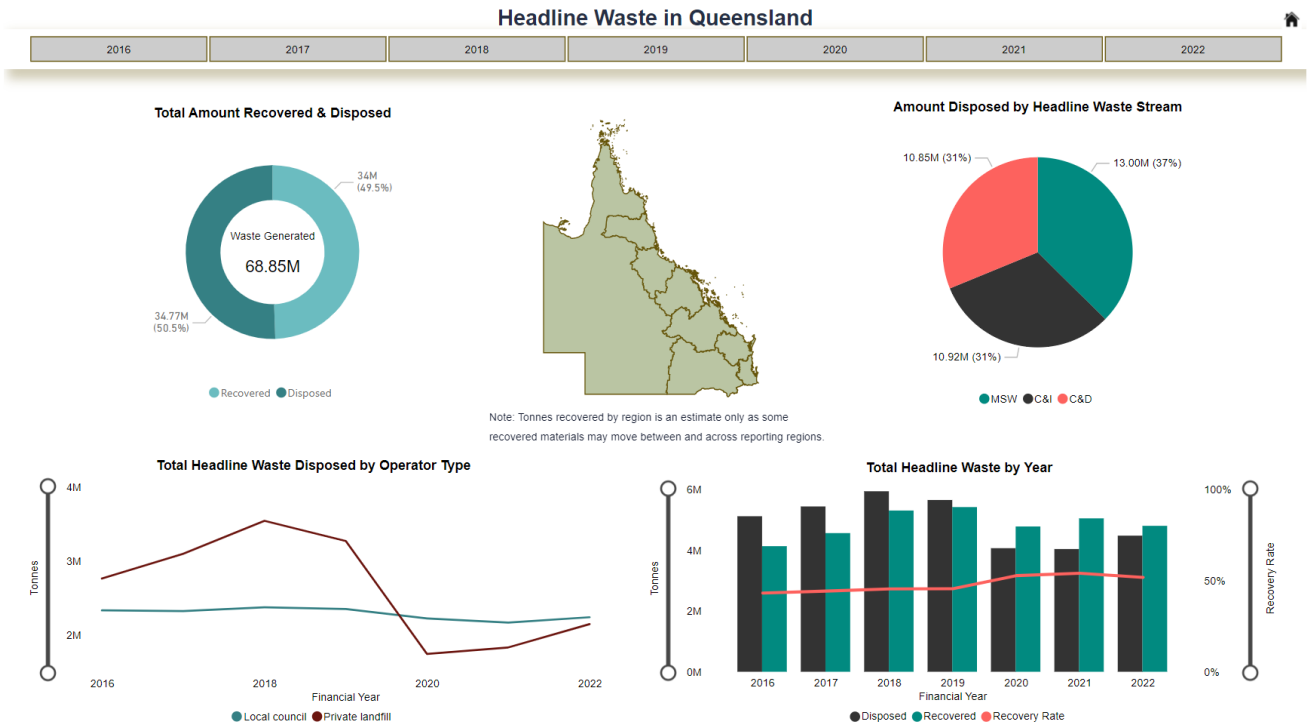 Headline Waste in Queensland
2016
2017
2018
2019
2020
2021
2022
Total Amount Recovered & Disposed
34M
(49.5%)
Waste Generated
68.85M
34.77M
(50.5%)
Recovered
Disposed
Note: Tonnes recovered by region is an estimate only as some
recovered materials may move between and across reporting regions.
Amount Disposed by Headline Waste Stream
10.85M (31%)
13.00M (37%)
10.92M (31%)
MSW
C&I
C&D
Total Headline Waste Disposed by Operator Type
4M
3M
2M
Tonnes
2016
2018
2020
2022
Financial Year
Local council
Private landfill
Total Headline Waste by Year
6M
4M
2M
0M
Tonnes
100%
50%
0%
Recovery Rate
2016
2017
2018
2019
2020
2021
2022
Financial Year
Disposed
Recovered
Recovery Rate